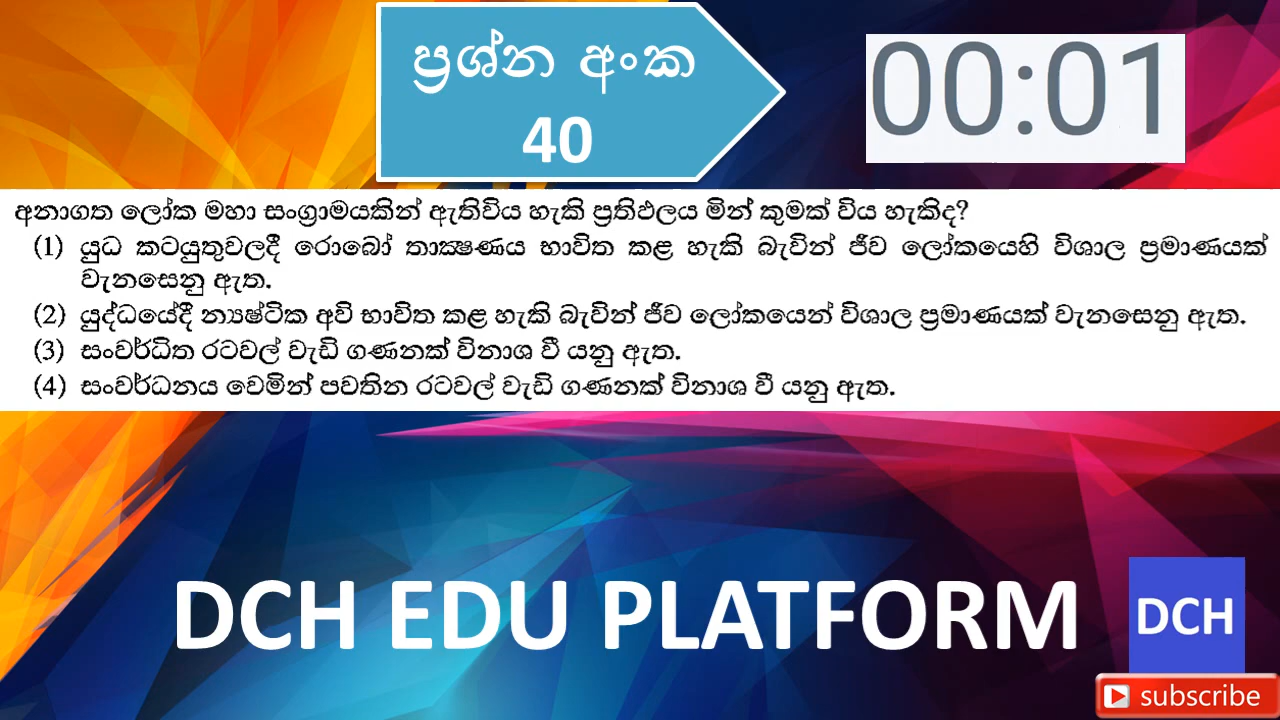 ප්‍රශ්න අංක
40
00:01
අනාගත ලෝක මහා සංග්‍රාමයකින් ඇතිවිය හැකි ප්‍රතිඵලය මින් කුමක් විය හැකිද?
(1) යුධ කටයුතුවලදී රොබෝ තාක්ෂණය භාවිත කළ හැකි බැවින් ජීව ලෝකයෙහි විශාල ප්‍රමාණයක්
වැනසෙනු ඇත.
(2) යුද්ධයේදී න්‍යෂ්ටික අවි භාවිත කළ හැකි බැවින් ජීව ලෝකයෙන් විශාල ප්‍රමාණයක් වැනසෙනු ඇත.
(3) සංවර්ධිත රටවල් වැඩි ගණනක් විනාශ වී යනු ඇත.
(4) සංවර්ධනය වෙමින් පවතින රටවල් වැඩි ගණනක් විනාශ වී යනු ඇත.
DCH EDU PLATFORM
DCH
subscribe